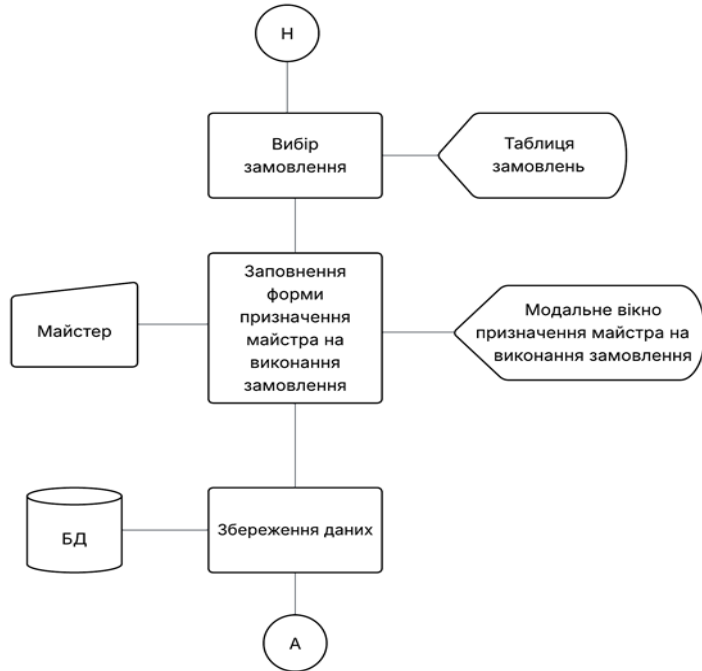 Н
Вибір
замовлення
Таблиця
замовлень
Майстер
Заповнення
форми
призначення
майстра на
виконання
замовлення
Модальне вікно
призначення майстра на
виконання замовлення
БД
Збереження даних
А